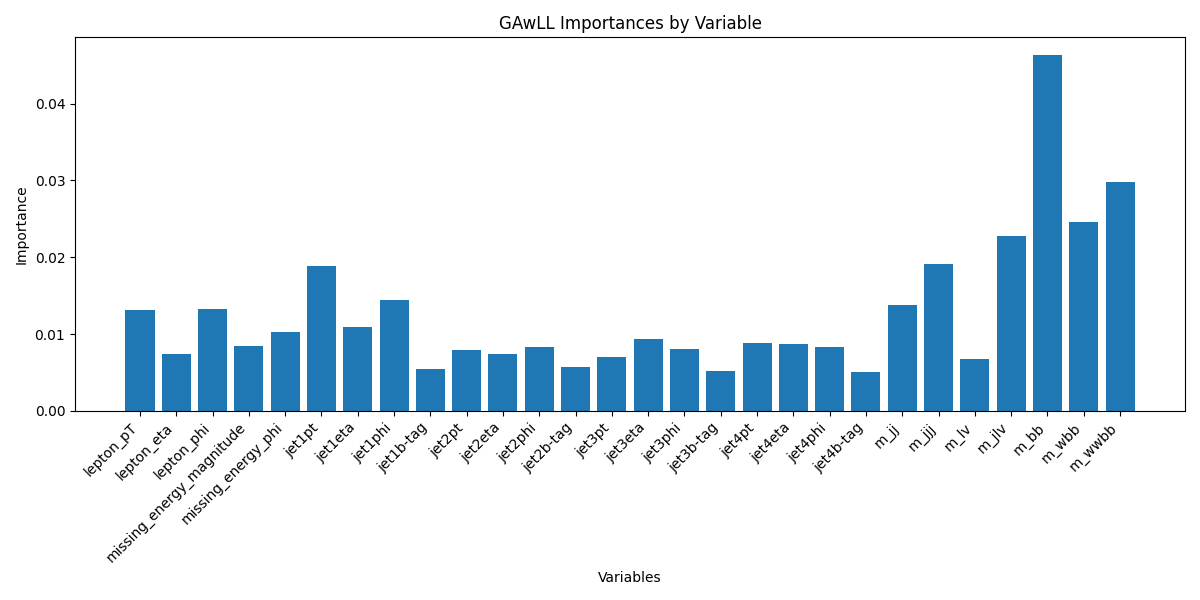 GAwLL Importances by Variable
Importance
0.04
0.03
0.02
0.01
0.00
lepton_pT
lepton_eta
lepton_phi
missing_energy_magnitude
missing_energy_phi
jet1pt
jet1eta
jet1phi
jet1b-tag
jet2pt
jet2eta
jet2phi
jet2b-tag
jet3pt
jet3eta
jet3phi
jet3b-tag
jet4pt
jet4eta
jet4phi
jet4b-tag
m_jj
m_jjj
m_lv
m_jlv
m_bb
m_wbb
m_wwbb
Variables